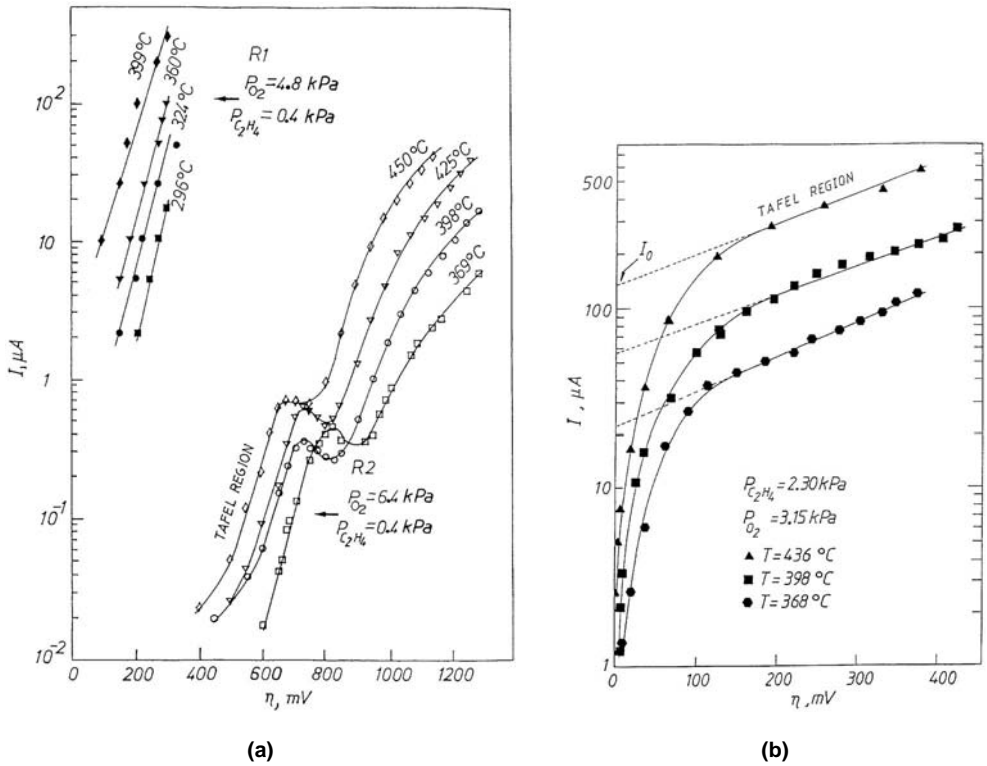 399°C
360°C
324°C
296°C
R1
P_O2 = 4.8 kPa
P_C2H4 = 0.4 kPa
450°C
425°C
398°C
369°C
TAFEL REGION
R2
P_O2 = 6.4 kPa
P_C2H4 = 0.4 kPa
10^2
10
1
10^-1
10^-2
I, μA
0 200 400 600 800 1000 1200
η, mV
(a)
TAFEL REGION
I_0
500
100
10
1
I, μA
P_C2H4 = 2.30 kPa
P_O2 = 3.15 kPa
T = 436 °C
T = 398 °C
T = 368 °C
0 100 200 300 400
η, mV
(b)